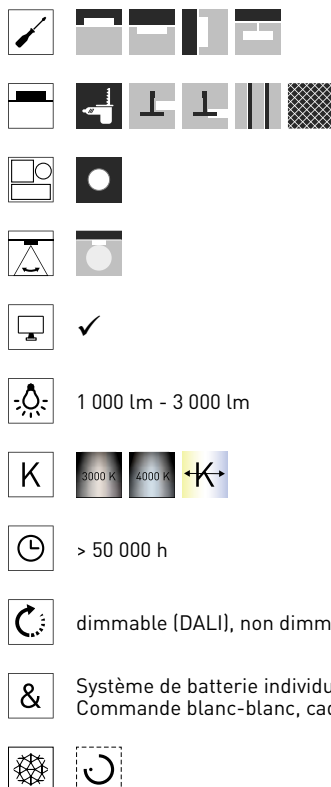 1 000 lm - 3 000 lm
K
3000 K
4000 K
K
> 50 000 h
dimmable (DALI), non dimm
&
Système de batterie individu
Commande blanc-blanc, cad